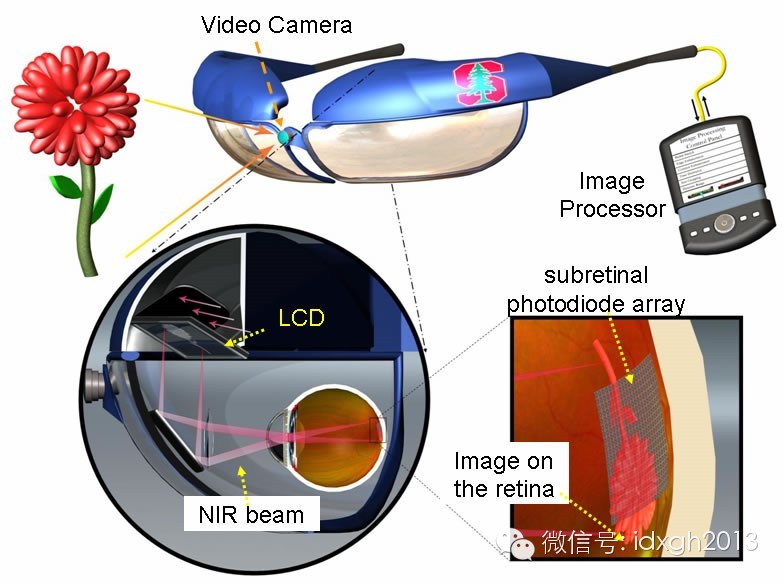 Video Camera
Image Processing
Control Panel
Image
Processor
subretinal
photodiode array
LCD
Image on
the retina
NIR beam
微信号: idxgh2013